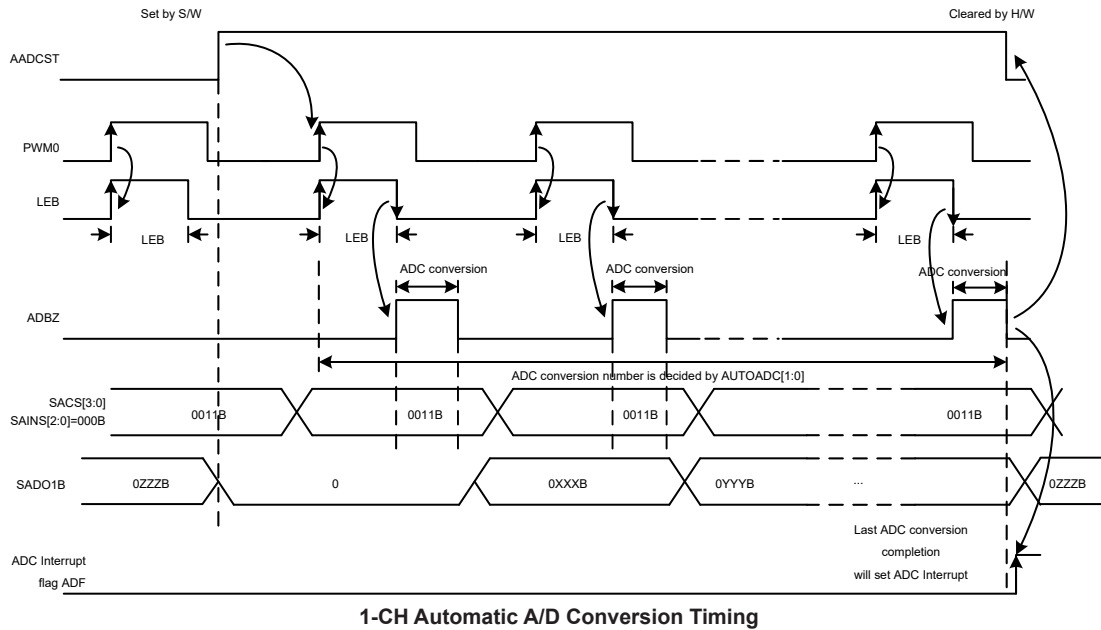 Set by S/W
Cleared by H/W
AADCST
PWM0
LEB
LEB
LEB
LEB
LEB
ADC conversion
ADC conversion
ADC conversion
ADBZ
ADC conversion number is decided by AUTOADC[1:0]
SACS[3:0]
SAINS[2:0]=000B
0011B
0011B
0011B
0011B
SADO1B
0ZZZB
0
0XXXB
0YYYB
...
0ZZZB
Last ADC conversion
completion
will set ADC Interrupt
ADC Interrupt
flag ADF
1-CH Automatic A/D Conversion Timing